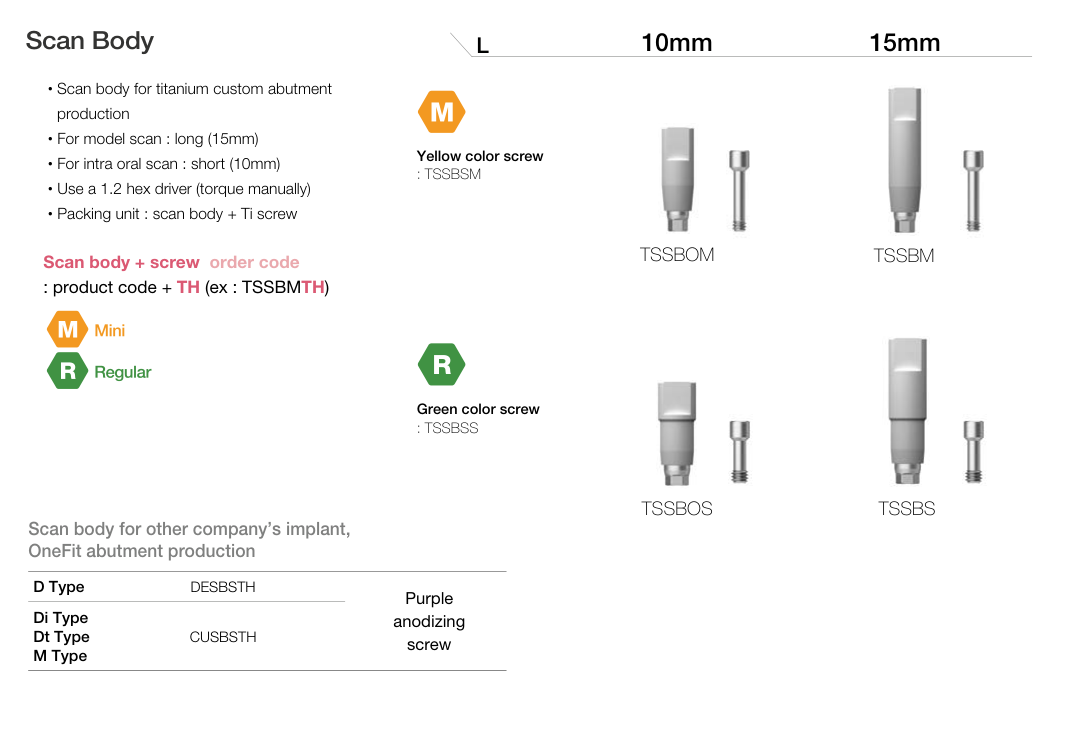 Scan Body
• Scan body for titanium custom abutment
production
• For model scan : long (15mm)
• For intra oral scan : short (10mm)
• Use a 1.2 hex driver (torque manually)
• Packing unit : scan body + Ti screw
Scan body + screw order code
: product code + TH (ex : TSSBMTH)
M Mini
R Regular
L 10mm 15mm
M
Yellow color screw
: TSSBSM
TSSBOM TSSBM
R
Green color screw
: TSSBSS
TSSBOS TSSBS
Scan body for other company’s implant,
OneFit abutment production
D Type DESBSTH
Di Type
Dt Type CUSBSTH
M Type
Purple
anodizing
screw